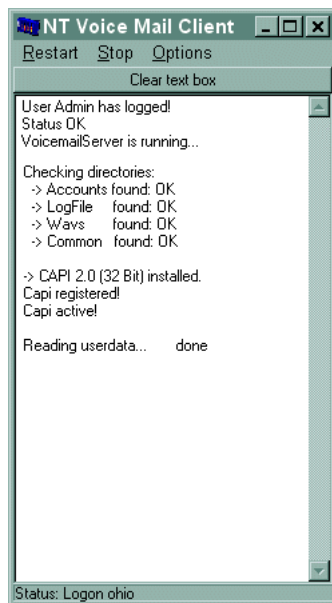 NT Voice Mail Client
Restart Stop Options
Clear text box
User Admin has logged!
Status OK
VoicemailServer is running...
Checking directories:
-> Accounts found: OK
-> LogFile found: OK
-> Wavs found: OK
-> Common found: OK
-> CAPI 2.0 (32 Bit) installed.
Capi registered!
Capi active!
Reading userdata... done
Status: Logon ohio